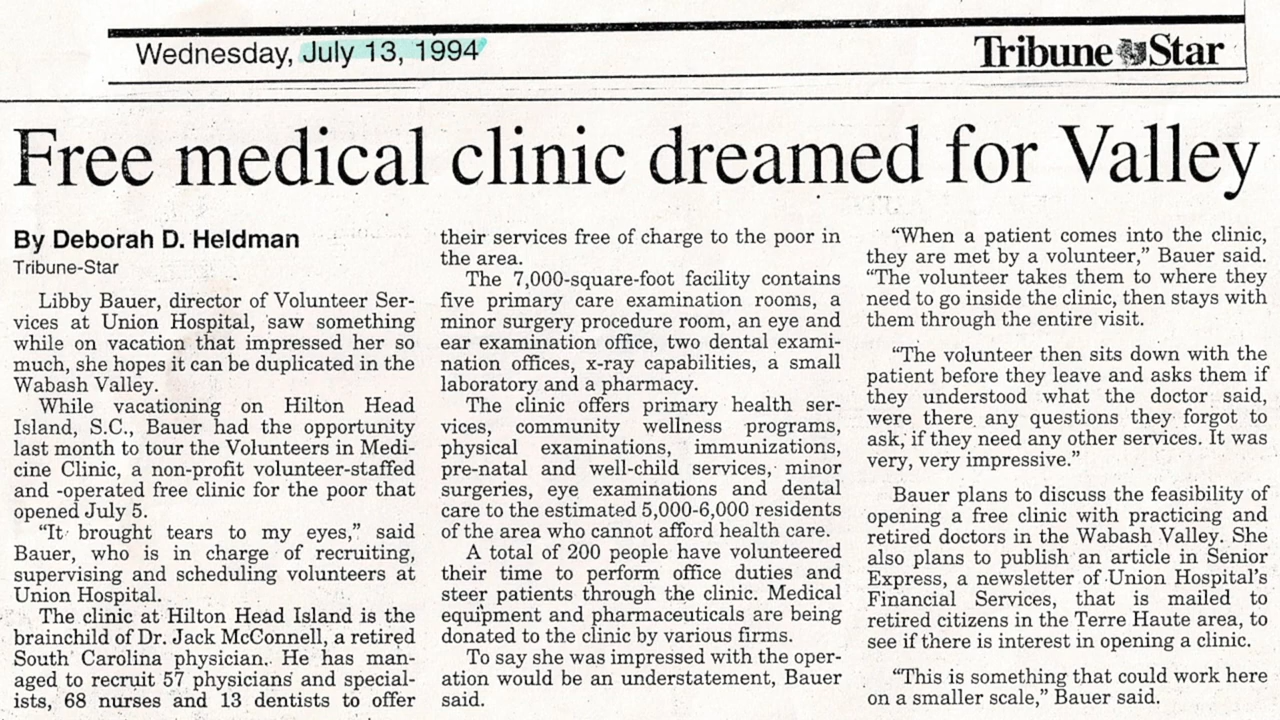 Wednesday, July 13, 1994
Tribune Star
Free medical clinic dreamed for Valley
By Deborah D. Heldman
Tribune-Star
Libby Bauer, director of Volunteer Ser-
vices at Union Hospital, saw something
while on vacation that impressed her so
much, she hopes it can be duplicated in the
Wabash Valley.
While vacationing on Hilton Head
Island, S.C., Bauer had the opportunity
last month to tour the Volunteers in Medi-
cine Clinic, a non-profit volunteer-staffed
and -operated free clinic for the poor that
opened July 5.
“It brought tears to my eyes,” said
Bauer, who is in charge of recruiting,
supervising and scheduling volunteers at
Union Hospital.
The clinic at Hilton Head Island is the
brainchild of Dr. Jack McConnell, a retired
South Carolina physician. He has man-
aged to recruit 57 physicians and special-
ists, 68 nurses and 13 dentists to offer
their services free of charge to the poor in
the area.
The 7,000-square-foot facility contains
five primary care examination rooms, a
minor surgery procedure room, an eye and
ear examination office, two dental exami-
nation offices, x-ray capabilities, a small
laboratory and a pharmacy.
The clinic offers primary health ser-
vices, community wellness programs,
physical examinations, immunizations,
pre-natal and well-child services, minor
surgeries, eye examinations and dental
care to the estimated 5,000-6,000 residents
of the area who cannot afford health care.
A total of 200 people have volunteered
their time to perform office duties and
steer patients through the clinic. Medical
equipment and pharmaceuticals are being
donated to the clinic by various firms.
To say she was impressed with the oper-
ation would be an understatement, Bauer
said.
“When a patient comes into the clinic,
they are met by a volunteer,” Bauer said.
“The volunteer takes them to where they
need to go inside the clinic, then stays with
them through the entire visit.
“The volunteer then sits down with the
patient before they leave and asks them if
they understood what the doctor said,
were there any questions they forgot to
ask, if they need any other services. It was
very, very impressive.”
Bauer plans to discuss the feasibility of
opening a free clinic with practicing and
retired doctors in the Wabash Valley. She
also plans to publish an article in Senior
Express, a newsletter of Union Hospital’s
Financial Services, that is mailed to
retired citizens in the Terre Haute area, to
see if there is interest in opening a clinic.
“This is something that could work here
on a smaller scale,” Bauer said.